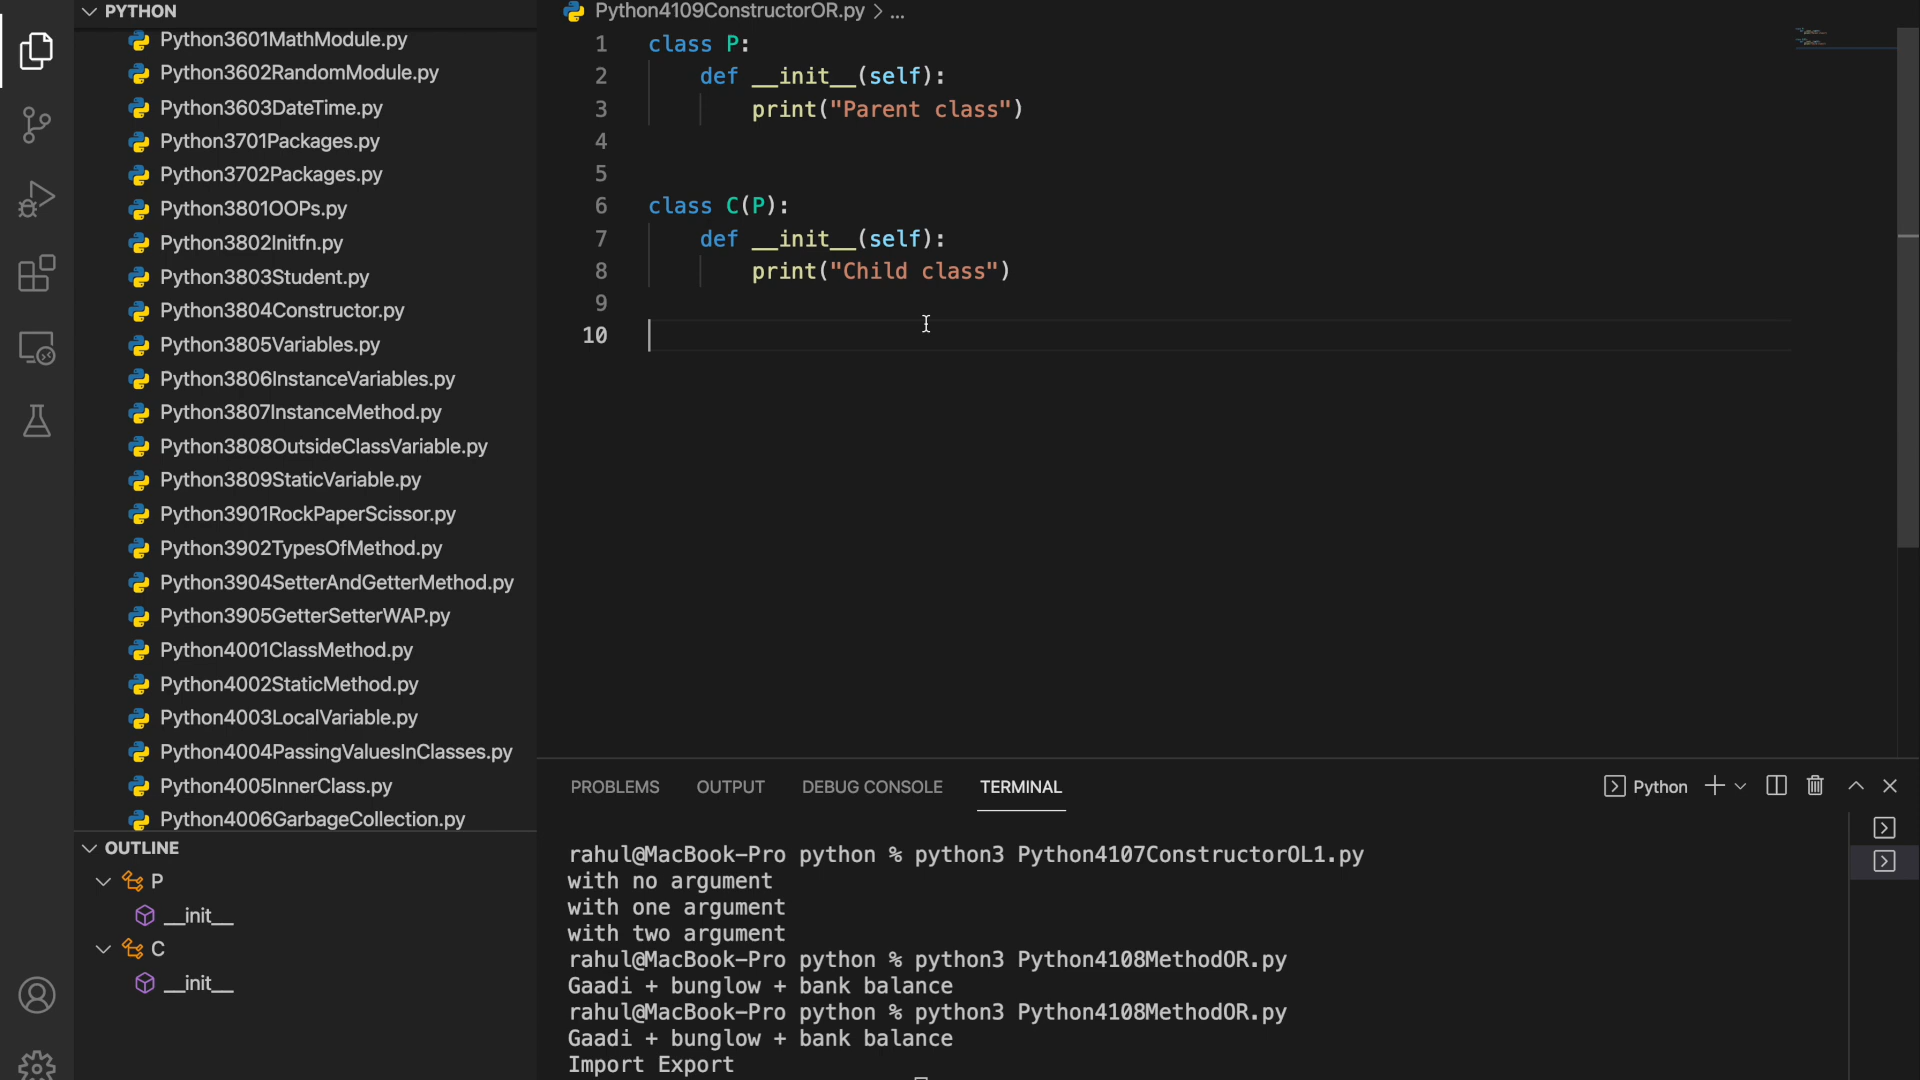 PYTHON
Python3601MathModule.py
Python3602RandomModule.py
Python3603DateTime.py
Python3701Packages.py
Python3702Packages.py
Python3801OOPs.py
Python3802Initfn.py
Python3803Student.py
Python3804Constructor.py
Python3805Variables.py
Python3806InstanceVariables.py
Python3807InstanceMethod.py
Python3808OutsideClassVariable.py
Python3809StaticVariable.py
Python3901RockPaperScissor.py
Python3902TypesOfMethod.py
Python3904SetterAndGetterMethod.py
Python3905GetterSetterWAP.py
Python4001ClassMethod.py
Python4002StaticMethod.py
Python4003LocalVariable.py
Python4004PassingValuesInClasses.py
Python4005InnerClass.py
Python4006GarbageCollection.py
OUTLINE
P
__init__
C
__init__
Python4109ConstructorOR.py > ...
1 class P:
2     def __init__(self):
3         print("Parent class")
4
5
6 class C(P):
7     def __init__(self):
8         print("Child class")
9
10
PROBLEMS OUTPUT DEBUG CONSOLE TERMINAL Python
rahul@MacBook-Pro python % python3 Python4107ConstructorOL1.py
with no argument
with one argument
with two argument
rahul@MacBook-Pro python % python3 Python4108MethodOR.py
Gaadi + bunglow + bank balance
rahul@MacBook-Pro python % python3 Python4108MethodOR.py
Gaadi + bunglow + bank balance
Import Export